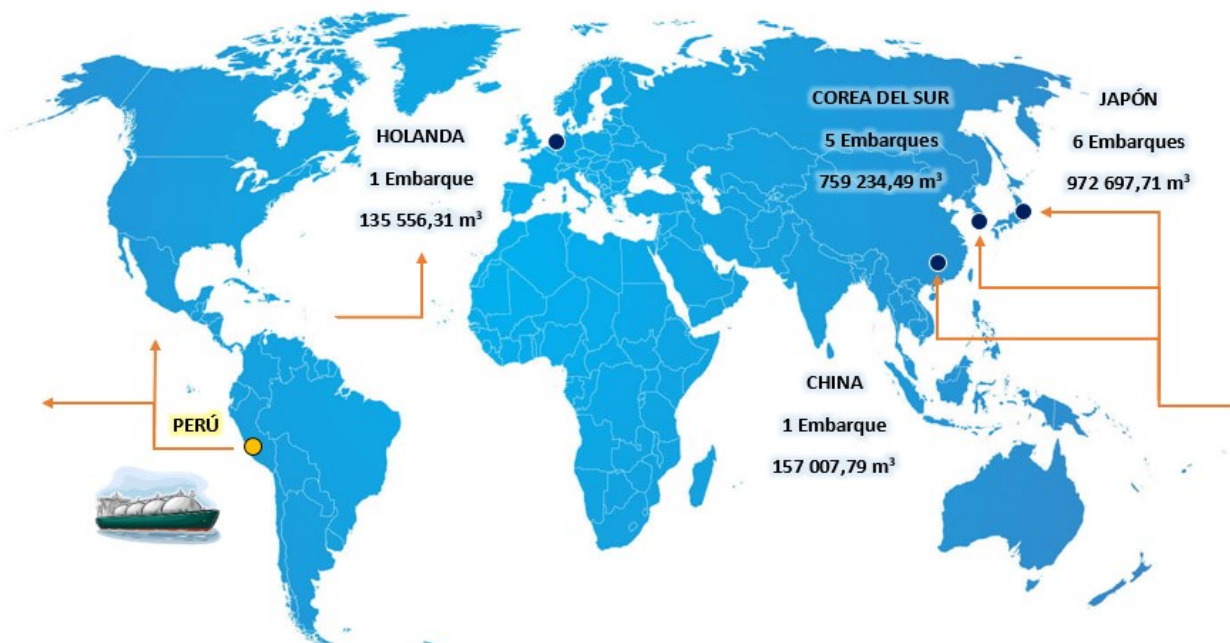 HOLANDA
1 Embarque
135 556,31 m³
COREA DEL SUR
5 Embarques
759 234,49 m³
JAPÓN
6 Embarques
972 697,71 m³
PERÚ
CHINA
1 Embarque
157 007,79 m³